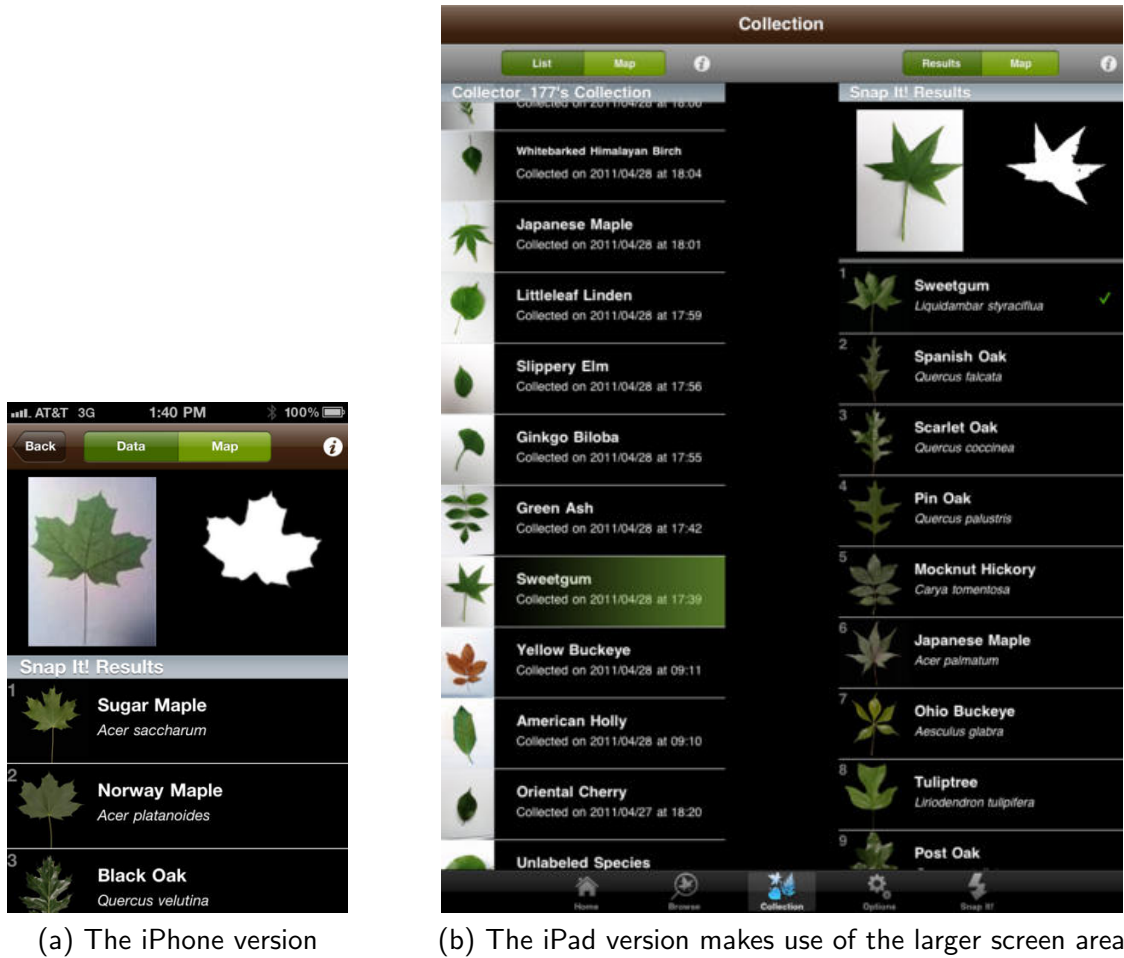 AT&T 3G 1:40 PM 100%
Back Data Map i
Snap It! Results
1
Sugar Maple
Acer saccharum
2
Norway Maple
Acer platanoides
3
Black Oak
Quercus velutina
(a) The iPhone version
Collection
List Map i
Collector_177's Collection
Collected on 2011/04/28 at 18:06
Whitebarked Himalayan Birch
Collected on 2011/04/28 at 18:04
Japanese Maple
Collected on 2011/04/28 at 18:01
Littleleaf Linden
Collected on 2011/04/28 at 17:59
Slippery Elm
Collected on 2011/04/28 at 17:56
Ginkgo Biloba
Collected on 2011/04/28 at 17:55
Green Ash
Collected on 2011/04/28 at 17:42
Sweetgum
Collected on 2011/04/28 at 17:39
Yellow Buckeye
Collected on 2011/04/28 at 09:11
American Holly
Collected on 2011/04/28 at 09:10
Oriental Cherry
Collected on 2011/04/27 at 18:20
Unlabeled Species
Results Map i
Snap It! Results
1
Sweetgum
Liquidambar styraciflua
2
Spanish Oak
Quercus falcata
3
Scarlet Oak
Quercus coccinea
4
Pin Oak
Quercus palustris
5
Mocknut Hickory
Carya tomentosa
6
Japanese Maple
Acer palmatum
7
Ohio Buckeye
Aesculus glabra
8
Tuliptree
Liriodendron tulipifera
9
Post Oak
Home Browse Collection Options Snap It!
(b) The iPad version makes use of the larger screen area